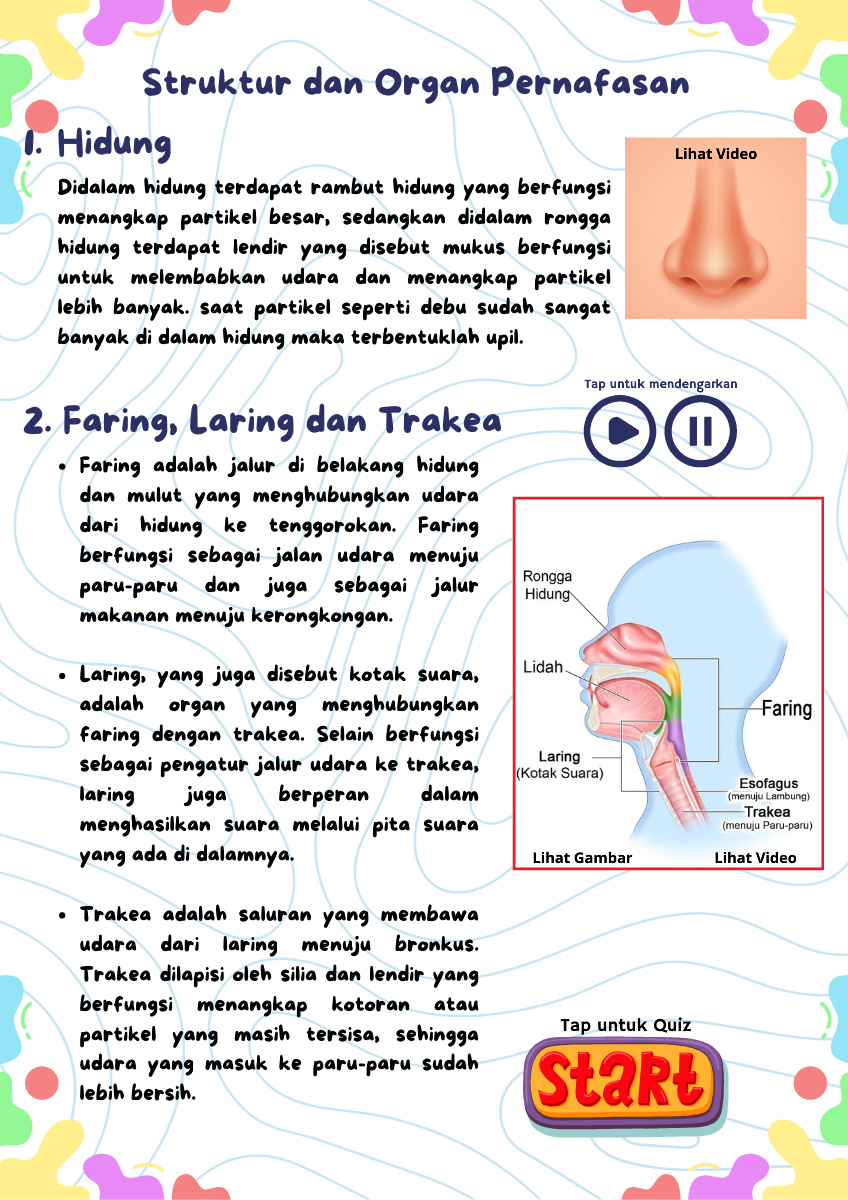 Struktur dan Organ Pernafasan
1. Hidung
Didalam hidung terdapat rambut hidung yang berfungsi
menangkap partikel besar, sedangkan didalam rongga
hidung terdapat lendir yang disebut mukus berfungsi
untuk melembabkan udara dan menangkap partikel
lebih banyak. saat partikel seperti debu sudah sangat
banyak di dalam hidung maka terbentuklah upil.
Lihat Video
Tap untuk mendengarkan
2. Faring, Laring dan Trakea
• Faring adalah jalur di belakang hidung
dan mulut yang menghubungkan udara
dari hidung ke tenggorokan. Faring
berfungsi sebagai jalan udara menuju
paru-paru dan juga sebagai jalur
makanan menuju kerongkongan.
• Laring, yang juga disebut kotak suara,
adalah organ yang menghubungkan
faring dengan trakea. Selain berfungsi
sebagai pengatur jalur udara ke trakea,
laring juga berperan dalam
menghasilkan suara melalui pita suara
yang ada di dalamnya.
• Trakea adalah saluran yang membawa
udara dari laring menuju bronkus.
Trakea dilapisi oleh silia dan lendir yang
berfungsi menangkap kotoran atau
partikel yang masih tersisa, sehingga
udara yang masuk ke paru-paru sudah
lebih bersih.
Rongga
Hidung
Lidah
Faring
Laring
(Kotak Suara)
Esofagus
(menuju Lambung)
Trakea
(menuju Paru-paru)
Lihat Gambar
Lihat Video
Tap untuk Quiz
StaRt